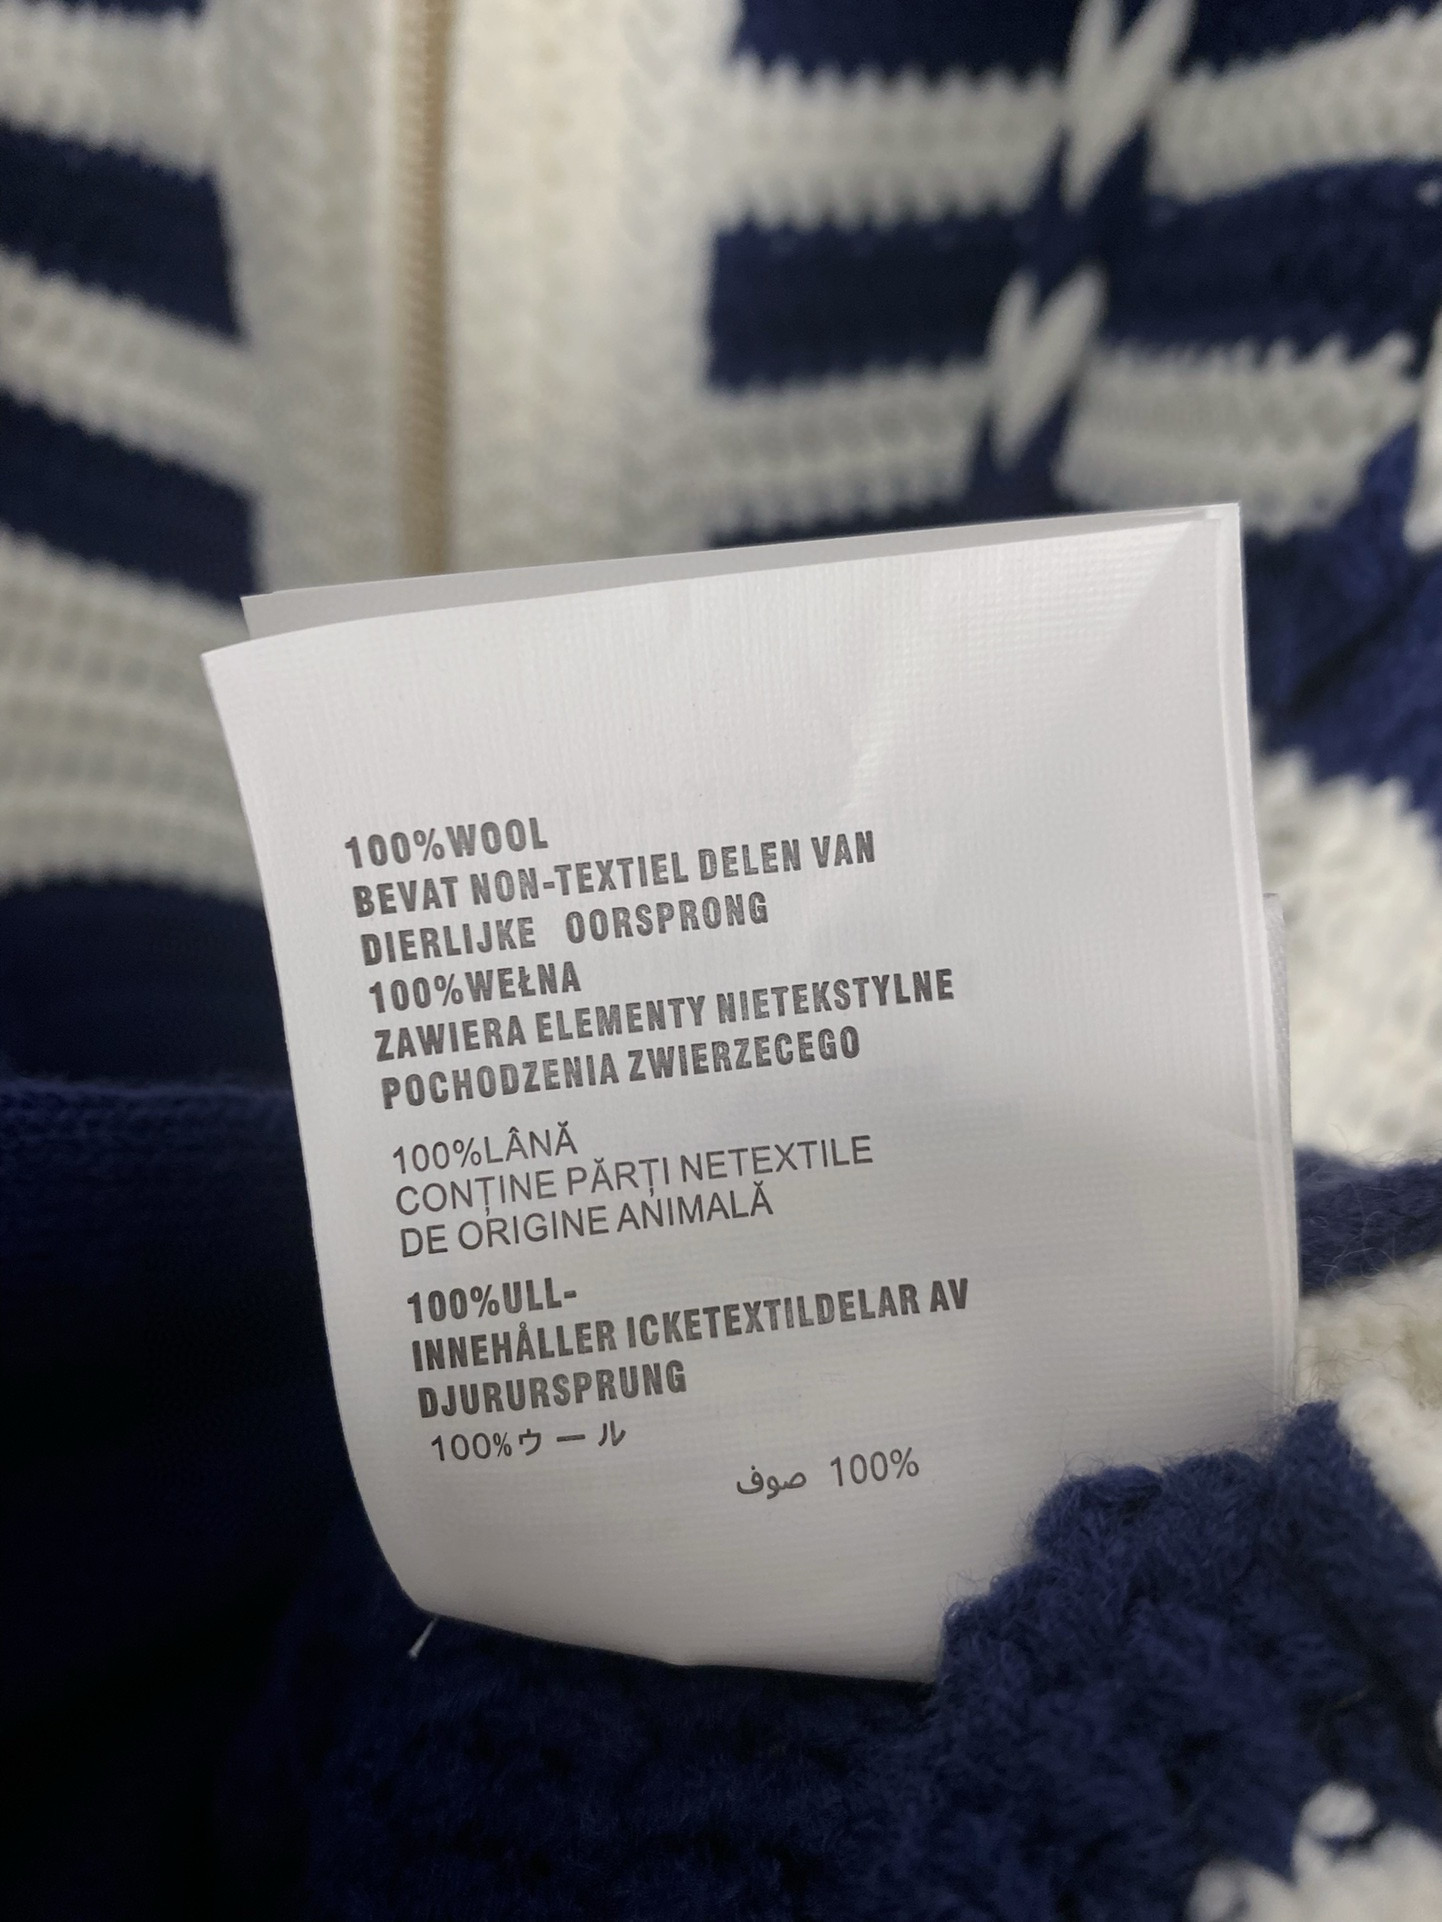 100%WOOL
BEVAT NON-TEXTIEL DELEN VAN
DIERLIJKE OORSPRONG
100%WEŁNA
ZAWIERA ELEMENTY NIETEKSTYLNE
POCHODZENIA ZWIERZECEGO
100%LÂNĂ
CONȚINE PĂRȚI NETEXTILE
DE ORIGINE ANIMALĂ
100%ULL-
INNEHÅLLER ICKETEXTILDELAR AV
DJURURSPRUNG
100%ウール
100% صوف